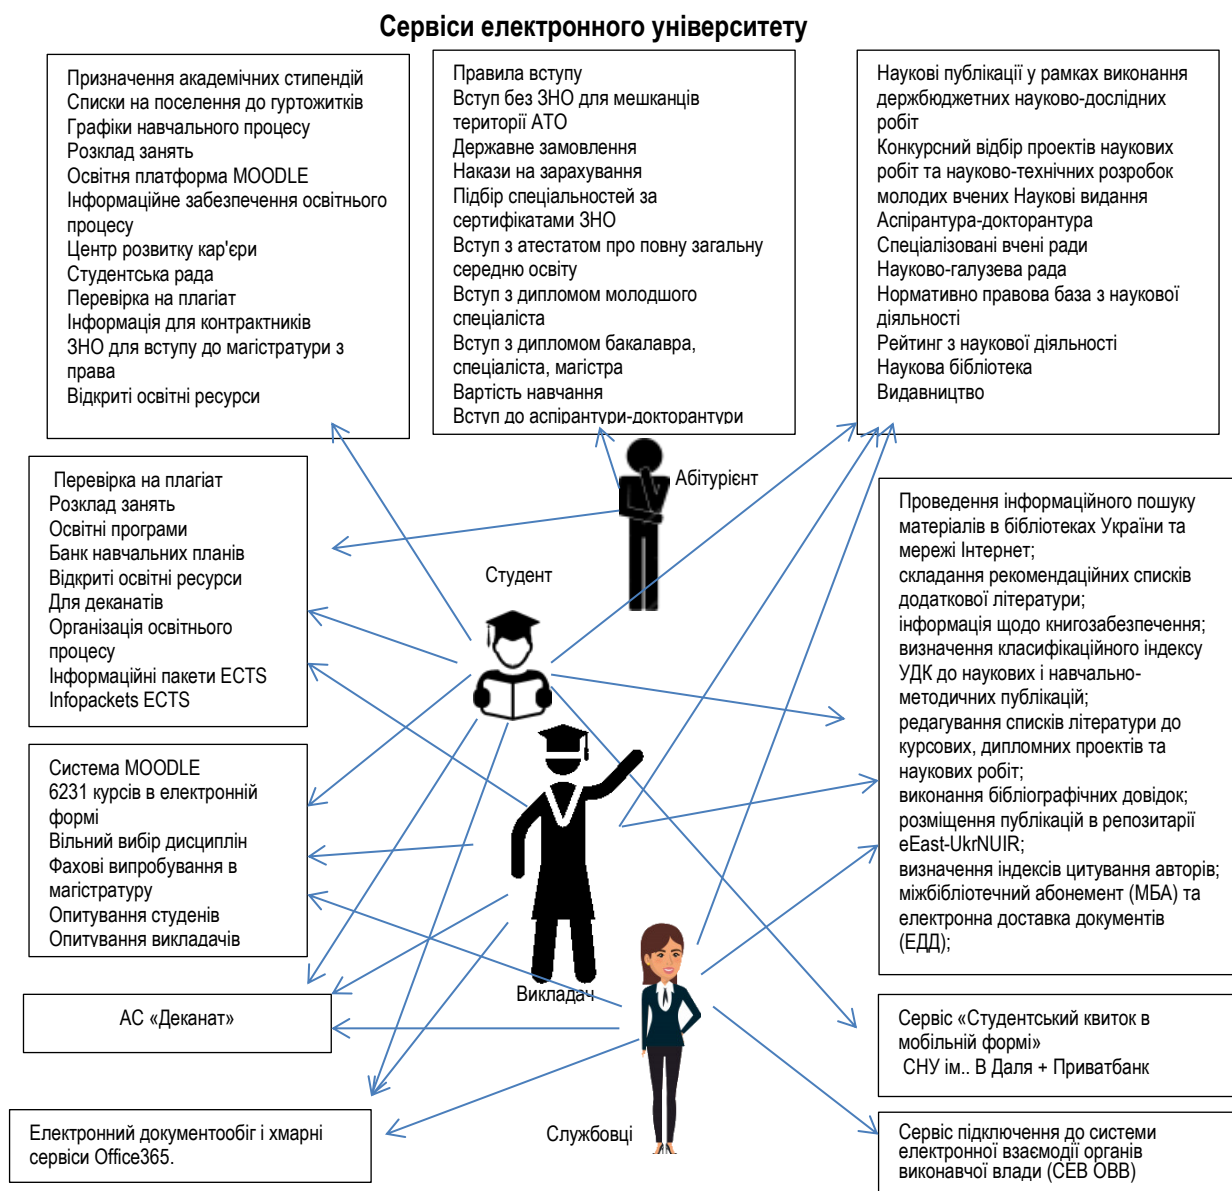 Сервіси електронного університету
Призначення академічних стипендій
Списки на поселення до гуртожитків
Графіки навчального процесу
Розклад занять
Освітня платформа MOODLE
Інформаційне забезпечення освітнього
процесу
Центр розвитку кар'єри
Студентська рада
Перевірка на плагіат
Інформація для контрактників
ЗНО для вступу до магістратури з
права
Відкриті освітні ресурси
Правила вступу
Вступ без ЗНО для мешканців
території АТО
Державне замовлення
Накази на зарахування
Підбір спеціальностей за
сертифікатами ЗНО
Вступ з атестатом про повну загальну
середню освіту
Вступ з дипломом молодшого
спеціаліста
Вступ з дипломом бакалавра,
спеціаліста, магістра
Вартість навчання
Вступ до аспірантури-докторантури
Наукові публікації у рамках виконання
держбюджетних науково-дослідних
робіт
Конкурсний відбір проектів наукових
робіт та науково-технічних розробок
молодих вчених Наукові видання
Аспірантура-докторантура
Спеціалізовані вчені ради
Науково-галузева рада
Нормативно правова база з наукової
діяльності
Рейтинг з наукової діяльності
Наукова бібліотека
Видавництво
Абітурієнт
Перевірка на плагіат
Розклад занять
Освітні програми
Банк навчальних планів
Відкриті освітні ресурси
Для деканатів
Організація освітнього
процесу
Інформаційні пакети ECTS
Infopackets ECTS
Студент
Проведення інформаційного пошуку
матеріалів в бібліотеках України та
мережі Інтернет;
складання рекомендаційних списків
додаткової літератури;
інформація щодо книгозабезпечення;
визначення класифікаційного індексу
УДК до наукових і навчально-
методичних публікацій;
редагування списків літератури до
курсових, дипломних проектів та
наукових робіт;
виконання бібліографічних довідок;
розміщення публікацій в репозитарії
eEast-UkrNUIR;
визначення індексів цитування авторів;
міжбібліотечний абонемент (МБА) та
електронна доставка документів
(ЕДД);
Система MOODLE
6231 курсів в електронній
формі
Вільний вибір дисциплін
Фахові випробування в
магістратуру
Опитування студенів
Опитування викладачів
Викладач
АС «Деканат»
Сервіс «Студентський квиток в
мобільній формі»
СНУ ім.. В Даля + Приватбанк
Електронний документообіг і хмарні
сервіси Office365.
Службовці
Сервіс підключення до системи
електронної взаємодії органів
виконавчої влади (СЕВ ОВВ)